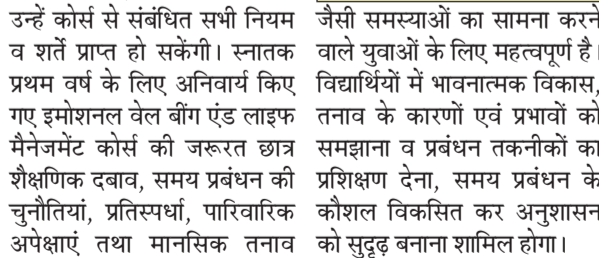 उन्हें कोर्स से संबंधित सभी नियम
व शर्तें प्राप्त हो सकेंगी। स्नातक
प्रथम वर्ष के लिए अनिवार्य किए
गए इमोशनल वेल बींग एंड लाइफ
मैनेजमेंट कोर्स की जरूरत छात्र
शैक्षणिक दबाव, समय प्रबंधन की
चुनौतियां, प्रतिस्पर्धा, पारिवारिक
अपेक्षाएं तथा मानसिक तनाव
जैसी समस्याओं का सामना करने
वाले युवाओं के लिए महत्वपूर्ण है।
विद्यार्थियों में भावनात्मक विकास,
तनाव के कारणों एवं प्रभावों को
समझाना व प्रबंधन तकनीकों का
प्रशिक्षण देना, समय प्रबंधन के
कौशल विकसित कर अनुशासन
को सुदृढ़ बनाना शामिल होगा।